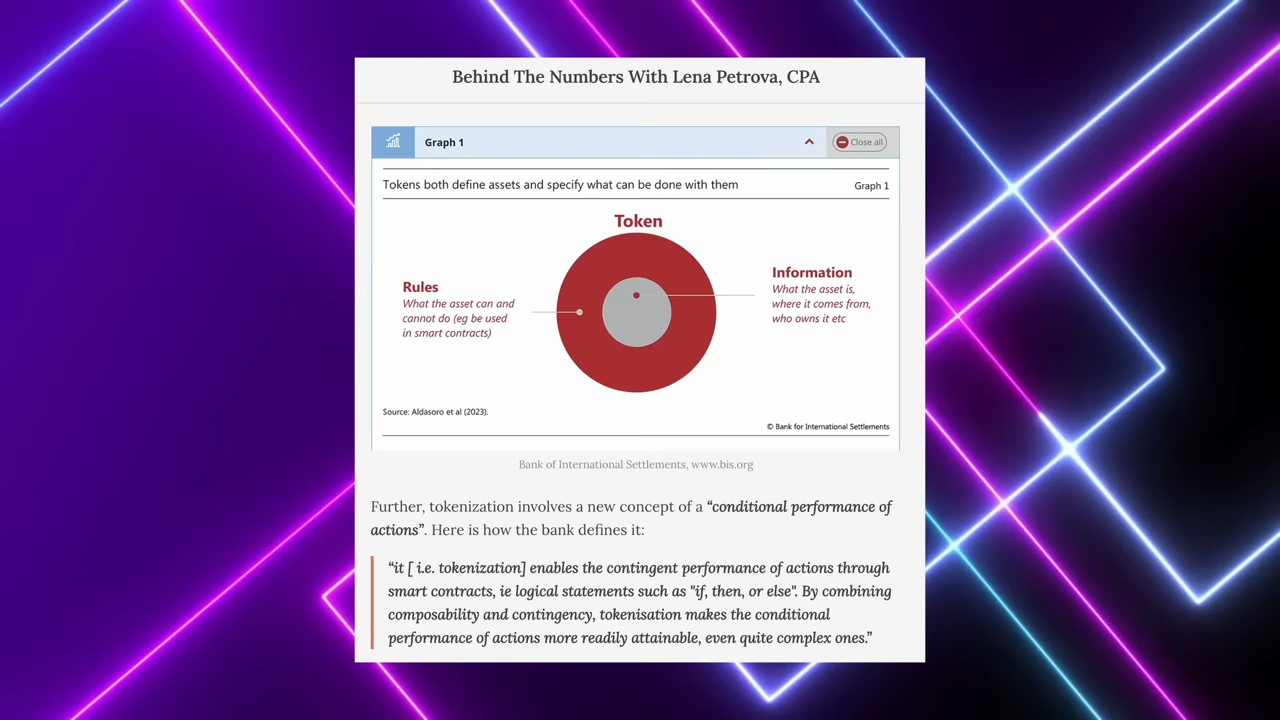 Behind The Numbers With Lena Petrova, CPA
Graph 1
Close all
Tokens both define assets and specify what can be done with them
Graph 1
Token
Rules
What the asset can and
cannot do (eg be used
in smart contracts)
Information
What the asset is,
where it comes from,
who owns it etc
Source: Aldasoro et al (2023).
© Bank for International Settlements
Bank of International Settlements, www.bis.org
Further, tokenization involves a new concept of a “conditional performance of
actions”. Here is how the bank defines it:
“it [ i.e. tokenization] enables the contingent performance of actions through
smart contracts, ie logical statements such as "if, then, or else". By combining
composability and contingency, tokenisation makes the conditional
performance of actions more readily attainable, even quite complex ones.”